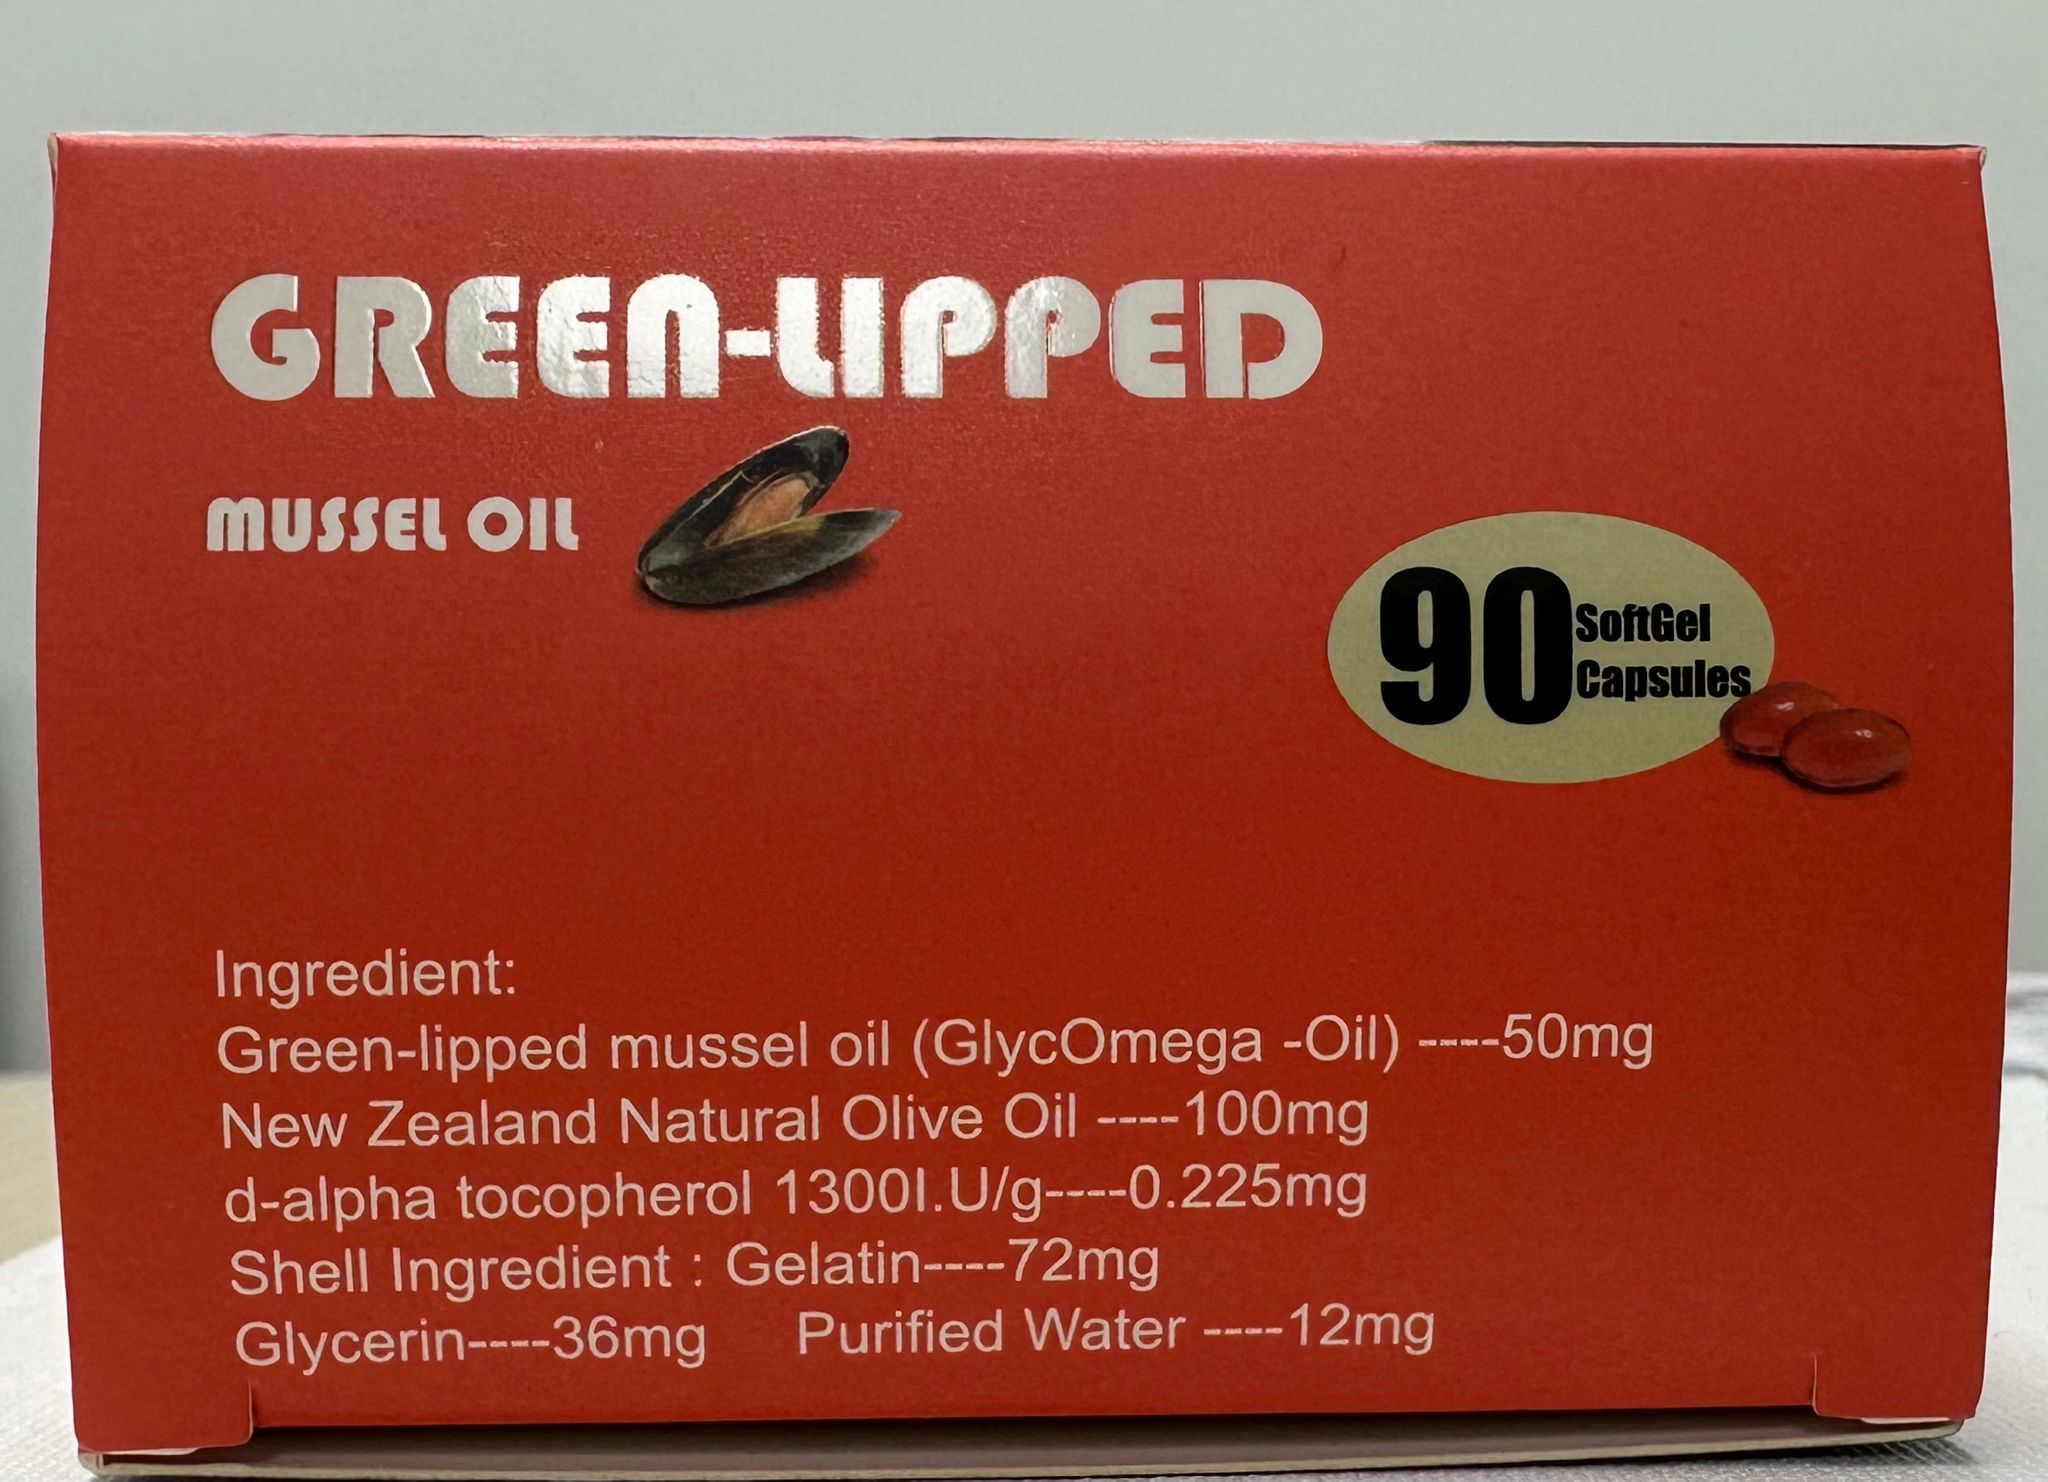 GREEN-LIPPED
MUSSEL OIL
90 SoftGel
Capsules
Ingredient:
Green-lipped mussel oil (GlycOmega -Oil) ----50mg
New Zealand Natural Olive Oil ----100mg
d-alpha tocopherol 1300I.U/g----0.225mg
Shell Ingredient : Gelatin----72mg
Glycerin----36mg Purified Water ----12mg